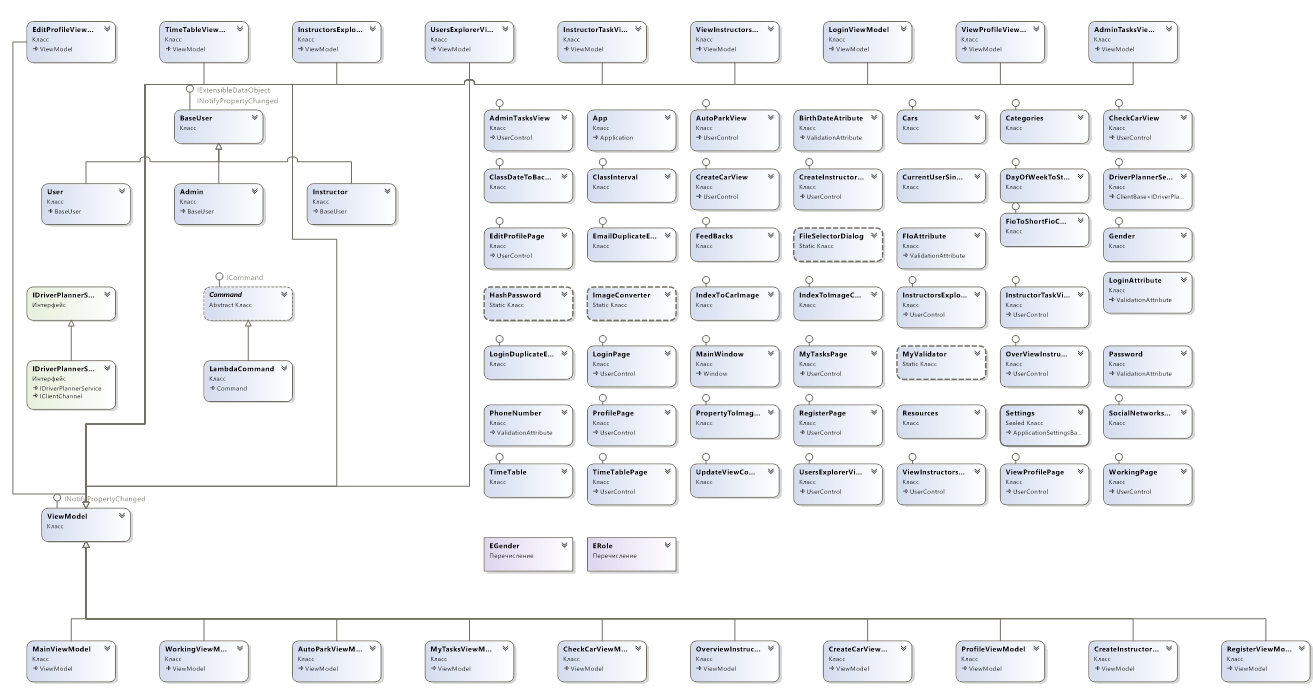 EditProfileView...
Класс
ViewModel
TimeTableView...
Класс
ViewModel
InstructorsExplo...
Класс
ViewModel
UsersExplorerVi...
Класс
ViewModel
InstructorTaskVi...
Класс
ViewModel
ViewInstructors...
Класс
ViewModel
LoginViewModel
Класс
ViewModel
ViewProfileView...
Класс
ViewModel
AdminTasksVie...
Класс
ViewModel
IExtensibleDataObject
INotifyPropertyChanged
BaseUser
Класс
User
Класс
BaseUser
Admin
Класс
BaseUser
Instructor
Класс
BaseUser
IDriverPlannerS...
Интерфейс
ICommand
Command
Abstract Класс
IDriverPlannerS...
Интерфейс
IDriverPlannerService
IClientChannel
LambdaCommand
Класс
Command
INotifyPropertyChanged
ViewModel
Класс
AdminTasksView
Класс
UserControl
App
Класс
Application
AutoParkView
Класс
UserControl
BirthDateAtribute
Класс
ValidationAttribute
Cars
Класс
Categories
Класс
CheckCarView
Класс
UserControl
ClassDateToBac...
Класс
ClassInterval
Класс
CreateCarView
Класс
UserControl
CreateInstructor...
Класс
UserControl
CurrentUserSin...
Класс
DayOfWeekToSt...
Класс
DriverPlannerSe...
Класс
ClientBase<IDriverPla...
FioToShortFioC...
Класс
EditProfilePage
Класс
UserControl
EmailDuplicateE...
Класс
FeedBacks
Класс
FileSelectorDialog
Static Класс
FIoAttribute
Класс
ValidationAttribute
Gender
Класс
HashPassword
Static Класс
ImageConverter
Static Класс
IndexToCarImage
Класс
IndexToImageC...
Класс
InstructorsExplo...
Класс
UserControl
InstructorTaskVi...
Класс
UserControl
LoginAttribute
Класс
ValidationAttribute
LoginDuplicateE...
Класс
LoginPage
Класс
UserControl
MainWindow
Класс
Window
MyTasksPage
Класс
UserControl
MyValidator
Static Класс
OverViewInstru...
Класс
UserControl
Password
Класс
ValidationAttribute
PhoneNumber
Класс
ValidationAttribute
ProfilePage
Класс
UserControl
PropertyToImag...
Класс
RegisterPage
Класс
UserControl
Resources
Класс
Settings
Sealed Класс
ApplicationSettingsBa...
SocialNetworks...
Класс
TimeTable
Класс
TimeTablePage
Класс
UserControl
UpdateViewCo...
Класс
UsersExplorerVi...
Класс
UserControl
ViewInstructors...
Класс
UserControl
ViewProfilePage
Класс
UserControl
WorkingPage
Класс
UserControl
EGender
Перечисление
ERole
Перечисление
MainViewModel
Класс
ViewModel
WorkingViewM...
Класс
ViewModel
AutoParkViewM...
Класс
ViewModel
MyTasksViewM...
Класс
ViewModel
CheckCarViewM...
Класс
ViewModel
OverviewInstruc...
Класс
ViewModel
CreateCarView...
Класс
ViewModel
ProfileViewModel
Класс
ViewModel
CreateInstructor...
Класс
ViewModel
RegisterViewMo...
Класс
ViewModel